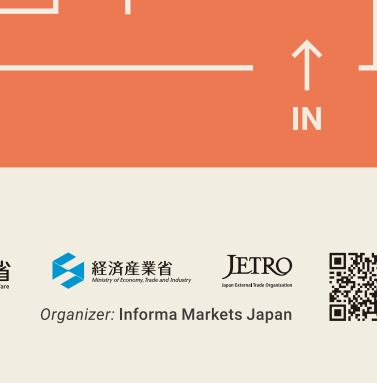 IN
省
経済産業省
Ministry of Economy, Trade and Industry
JETRO
Japan External Trade Organization
Organizer: Informa Markets Japan